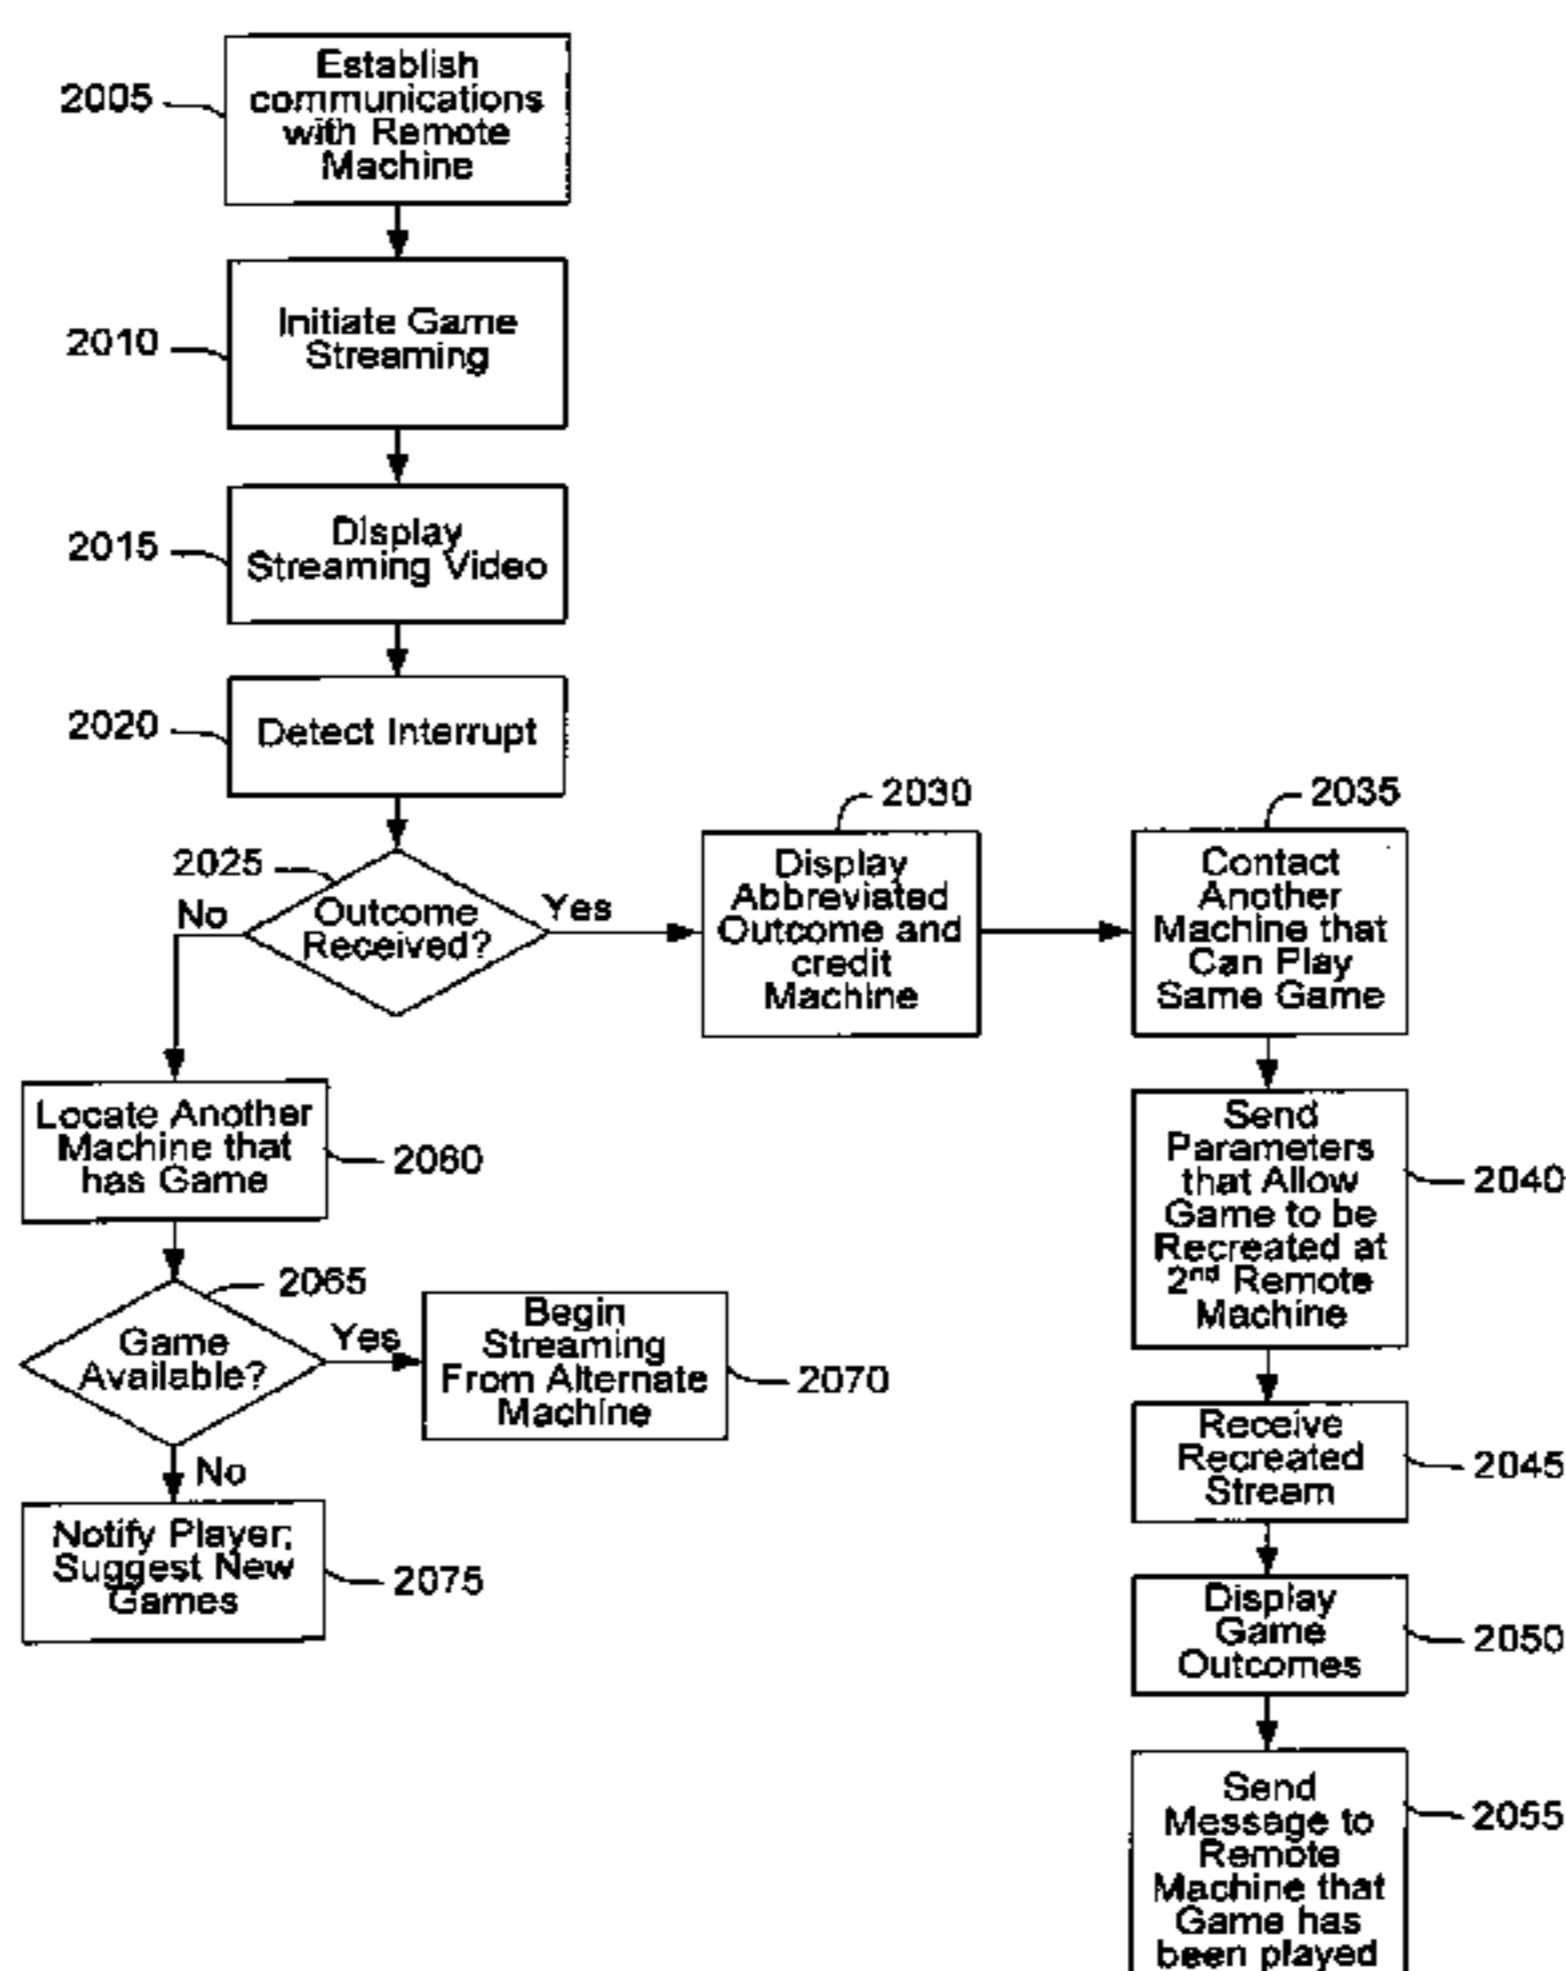 Establish
communications
with Remote
Machine
2005
Initiate Game
Streaming
2010
Display
Streaming Video
2015
Detect Interrupt
2020
2025
Outcome
Received?
No
Yes
2030
Display
Abbreviated
Outcome and
credit
Machine
2035
Contact
Another
Machine that
Can Play
Same Game
Send
Parameters
that Allow
Game to be
Recreated at
2nd Remote
Machine
2040
Receive
Recreated
Stream
2045
Display
Game
Outcomes
2050
Send
Message to
Remote
Machine that
Game has
been played
2055
Locate Another
Machine that
has Game
2060
2065
Game
Available?
Yes
Begin
Streaming
From Alternate
Machine
2070
No
Notify Player;
Suggest New
Games
2075